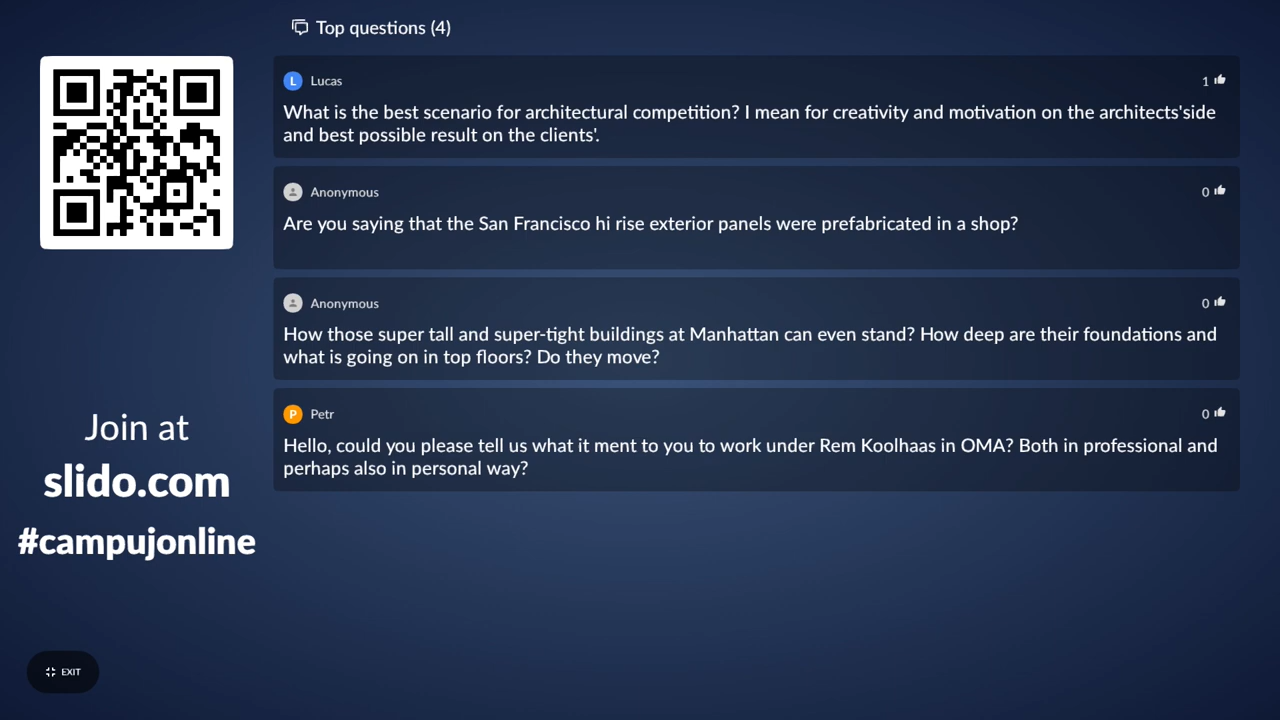 Top questions (4)
L Lucas 1
What is the best scenario for architectural competition? I mean for creativity and motivation on the architects'side
and best possible result on the clients'.
Anonymous 0
Are you saying that the San Francisco hi rise exterior panels were prefabricated in a shop?
Anonymous 0
How those super tall and super-tight buildings at Manhattan can even stand? How deep are their foundations and
what is going on in top floors? Do they move?
P Petr 0
Hello, could you please tell us what it ment to you to work under Rem Koolhaas in OMA? Both in professional and
perhaps also in personal way?
Join at
slido.com
#campujonline
EXIT